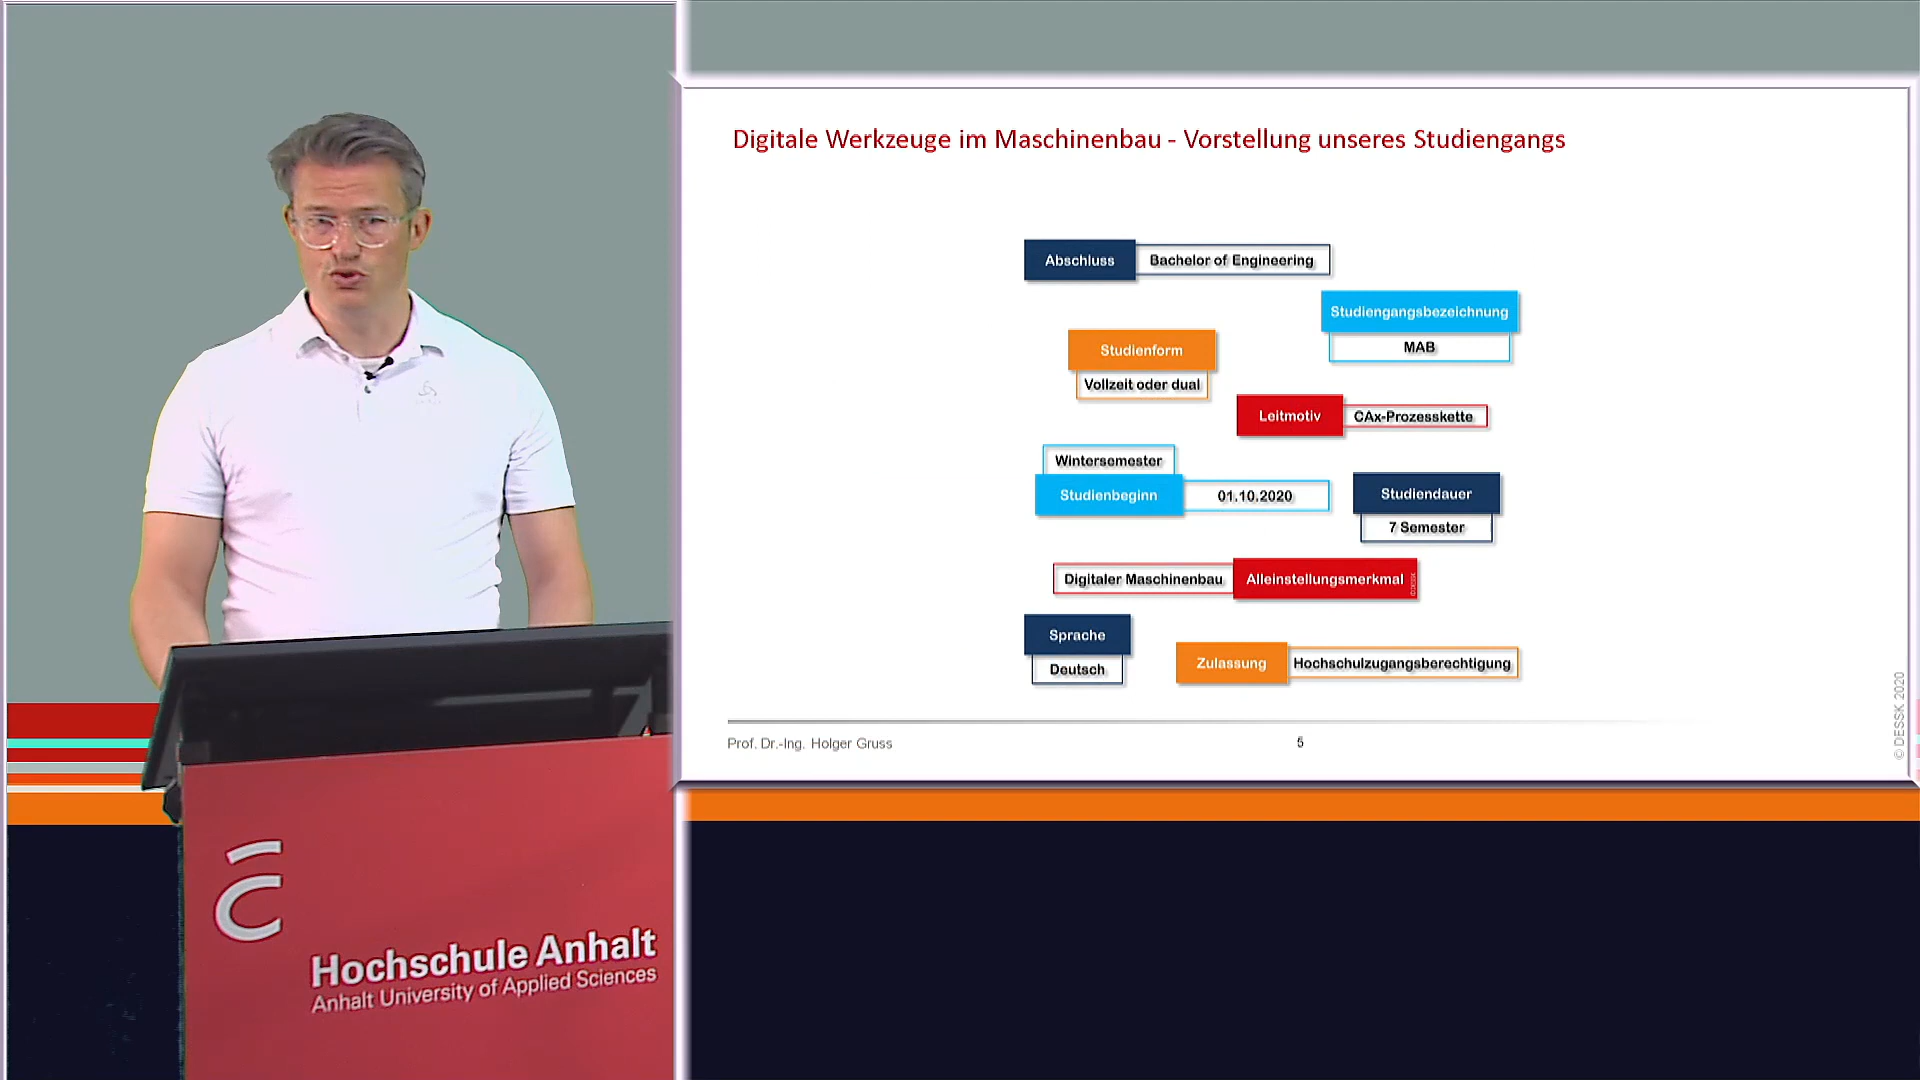 Digitale Werkzeuge im Maschinenbau - Vorstellung unseres Studiengangs
Abschluss
Bachelor of Engineering
Studiengangsbezeichnung
MAB
Studienform
Vollzeit oder dual
Leitmotiv
CAx-Prozesskette
Wintersemester
Studienbeginn
01.10.2020
Studiendauer
7 Semester
Digitaler Maschinenbau
Alleinstellungsmerkmal
Sprache
Deutsch
Zulassung
Hochschulzugangsberechtigung
Prof. Dr.-Ing. Holger Gruss
5
© DESSK 2020
Hochschule Anhalt
Anhalt University of Applied Sciences